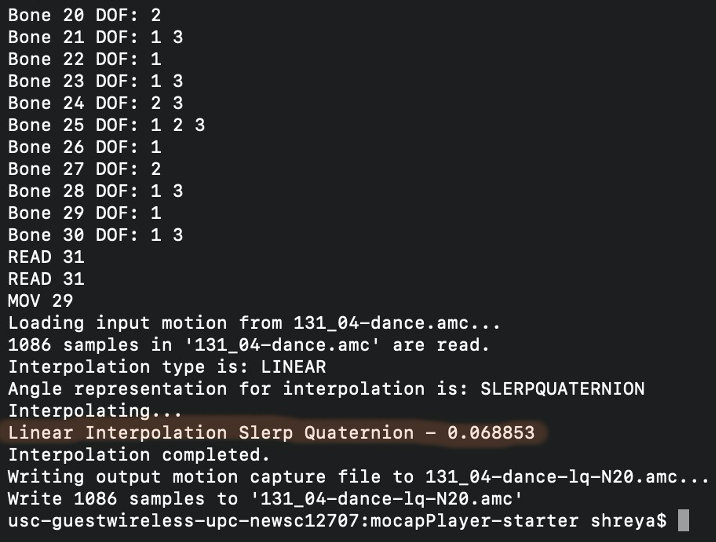 Bone 20 DOF: 2
Bone 21 DOF: 1 3
Bone 22 DOF: 1
Bone 23 DOF: 1 3
Bone 24 DOF: 2 3
Bone 25 DOF: 1 2 3
Bone 26 DOF: 1
Bone 27 DOF: 2
Bone 28 DOF: 1 3
Bone 29 DOF: 1
Bone 30 DOF: 1 3
READ 31
READ 31
MOV 29
Loading input motion from 131_04-dance.amc...
1086 samples in '131_04-dance.amc' are read.
Interpolation type is: LINEAR
Angle representation for interpolation is: SLERPQUATERNION
Interpolating...
Linear Interpolation Slerp Quaternion - 0.068853
Interpolation completed.
Writing output motion capture file to 131_04-dance-lq-N20.amc...
Write 1086 samples to '131_04-dance-lq-N20.amc'
usc-guestwireless-upc-newsc12707:mocapPlayer-starter shreya$